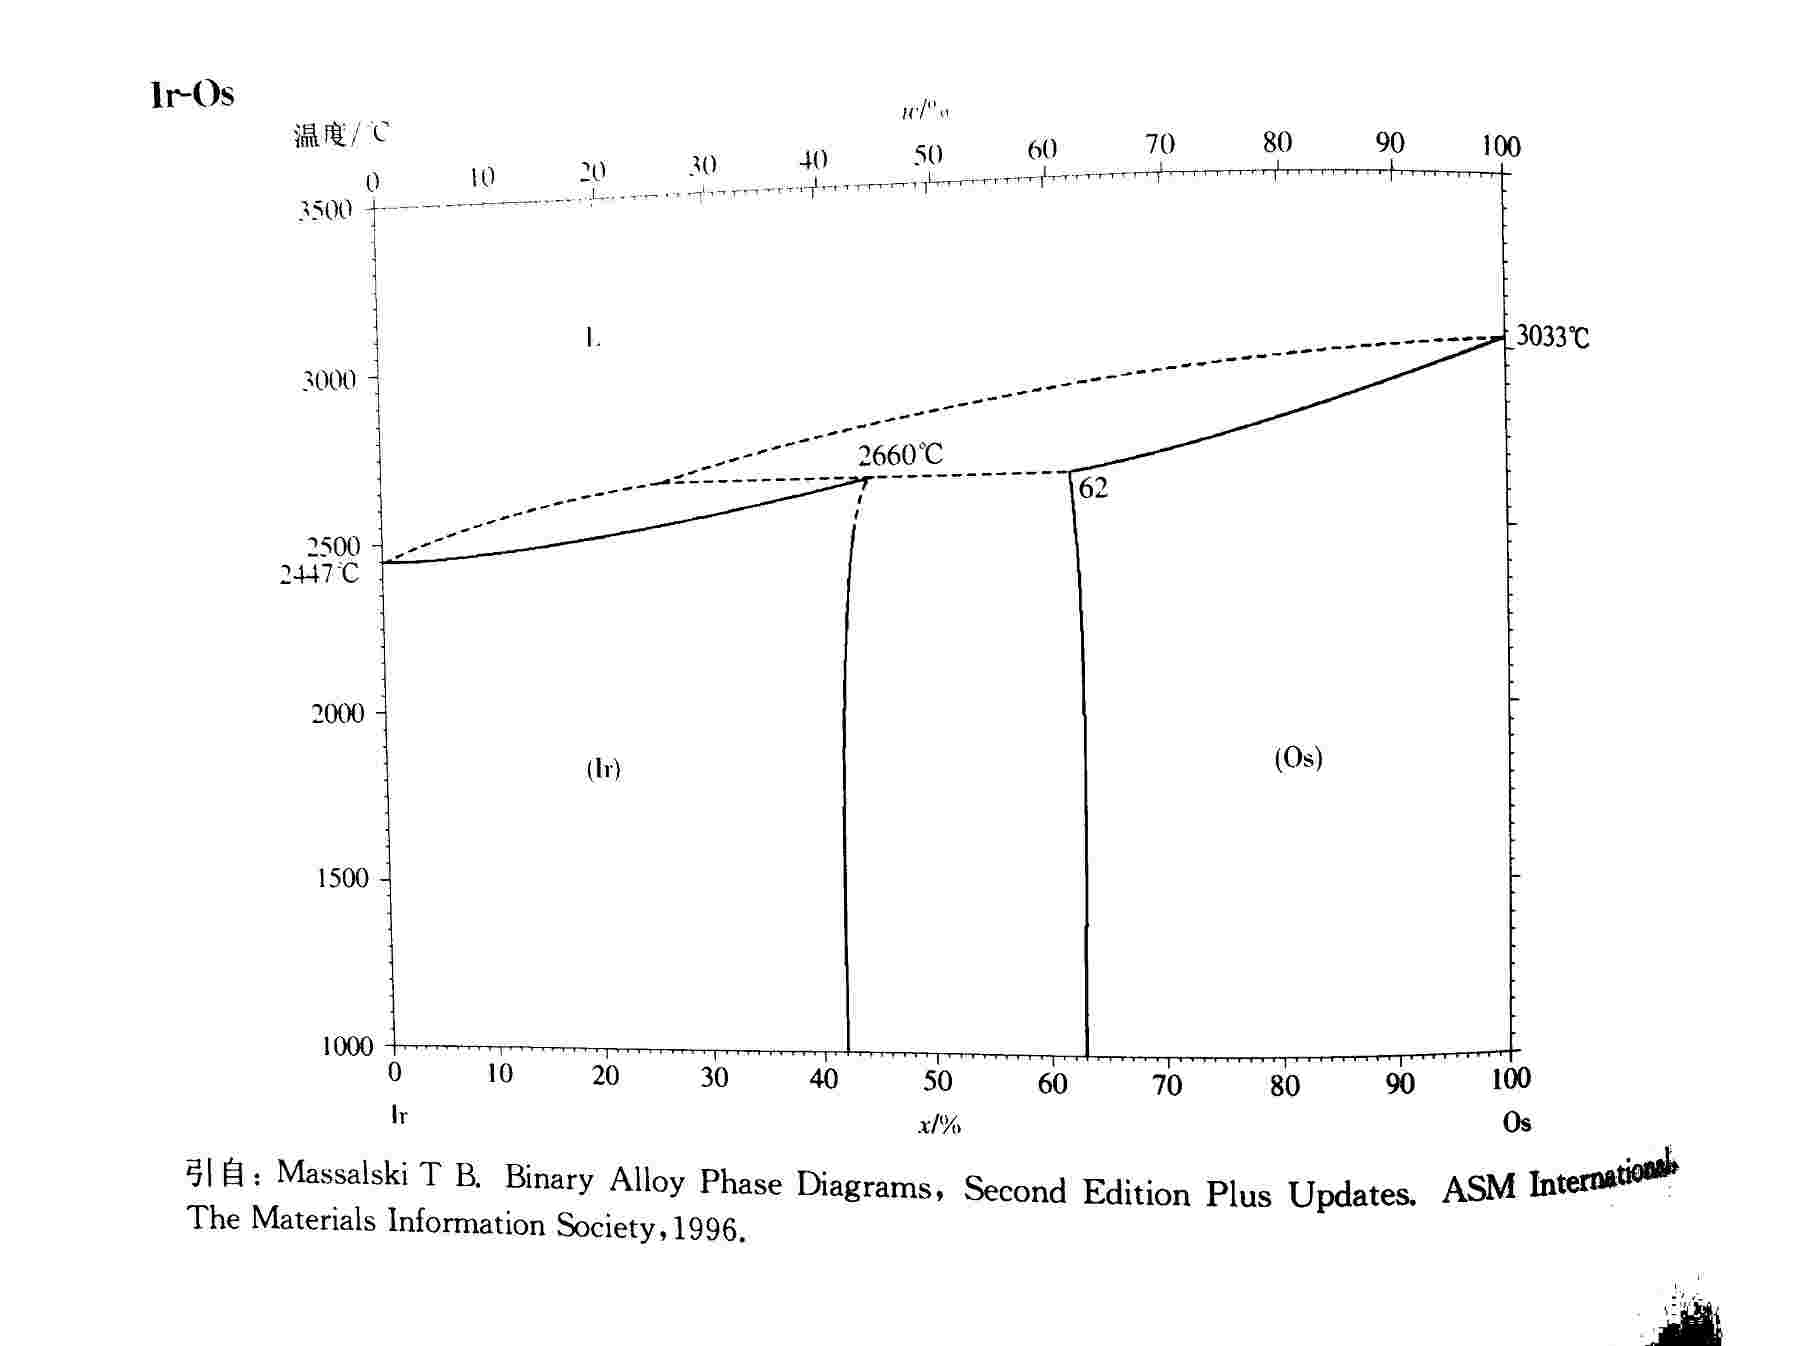 Ir-Os
温度/℃
w/%
0 10 20 30 40 50 60 70 80 90 100
3500
L
3033℃
3000
2660℃
62
2500
2447℃
2000
(Ir)
(Os)
1500
1000
0 10 20 30 40 50 60 70 80 90 100
Ir
x/%
Os
引自: Massalski T B. Binary Alloy Phase Diagrams, Second Edition Plus Updates. ASM International.
The Materials Information Society,1996.